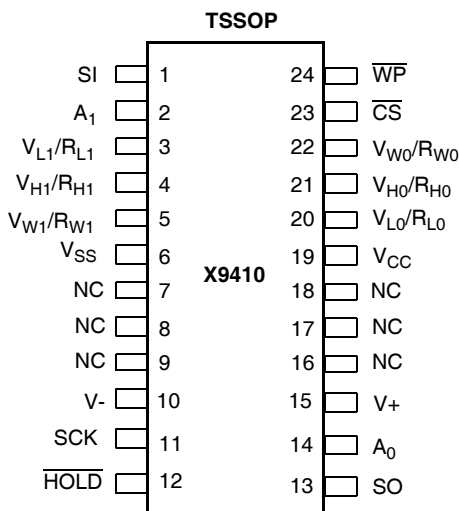 TSSOP
SI 1 24 WP
A1 2 23 CS
VL1/RL1 3 22 VW0/RW0
VH1/RH1 4 21 VH0/RH0
VW1/RW1 5 20 VL0/RL0
VSS 6 19 VCC
X9410
NC 7 18 NC
NC 8 17 NC
NC 9 16 NC
V- 10 15 V+
SCK 11 14 A0
HOLD 12 13 SO